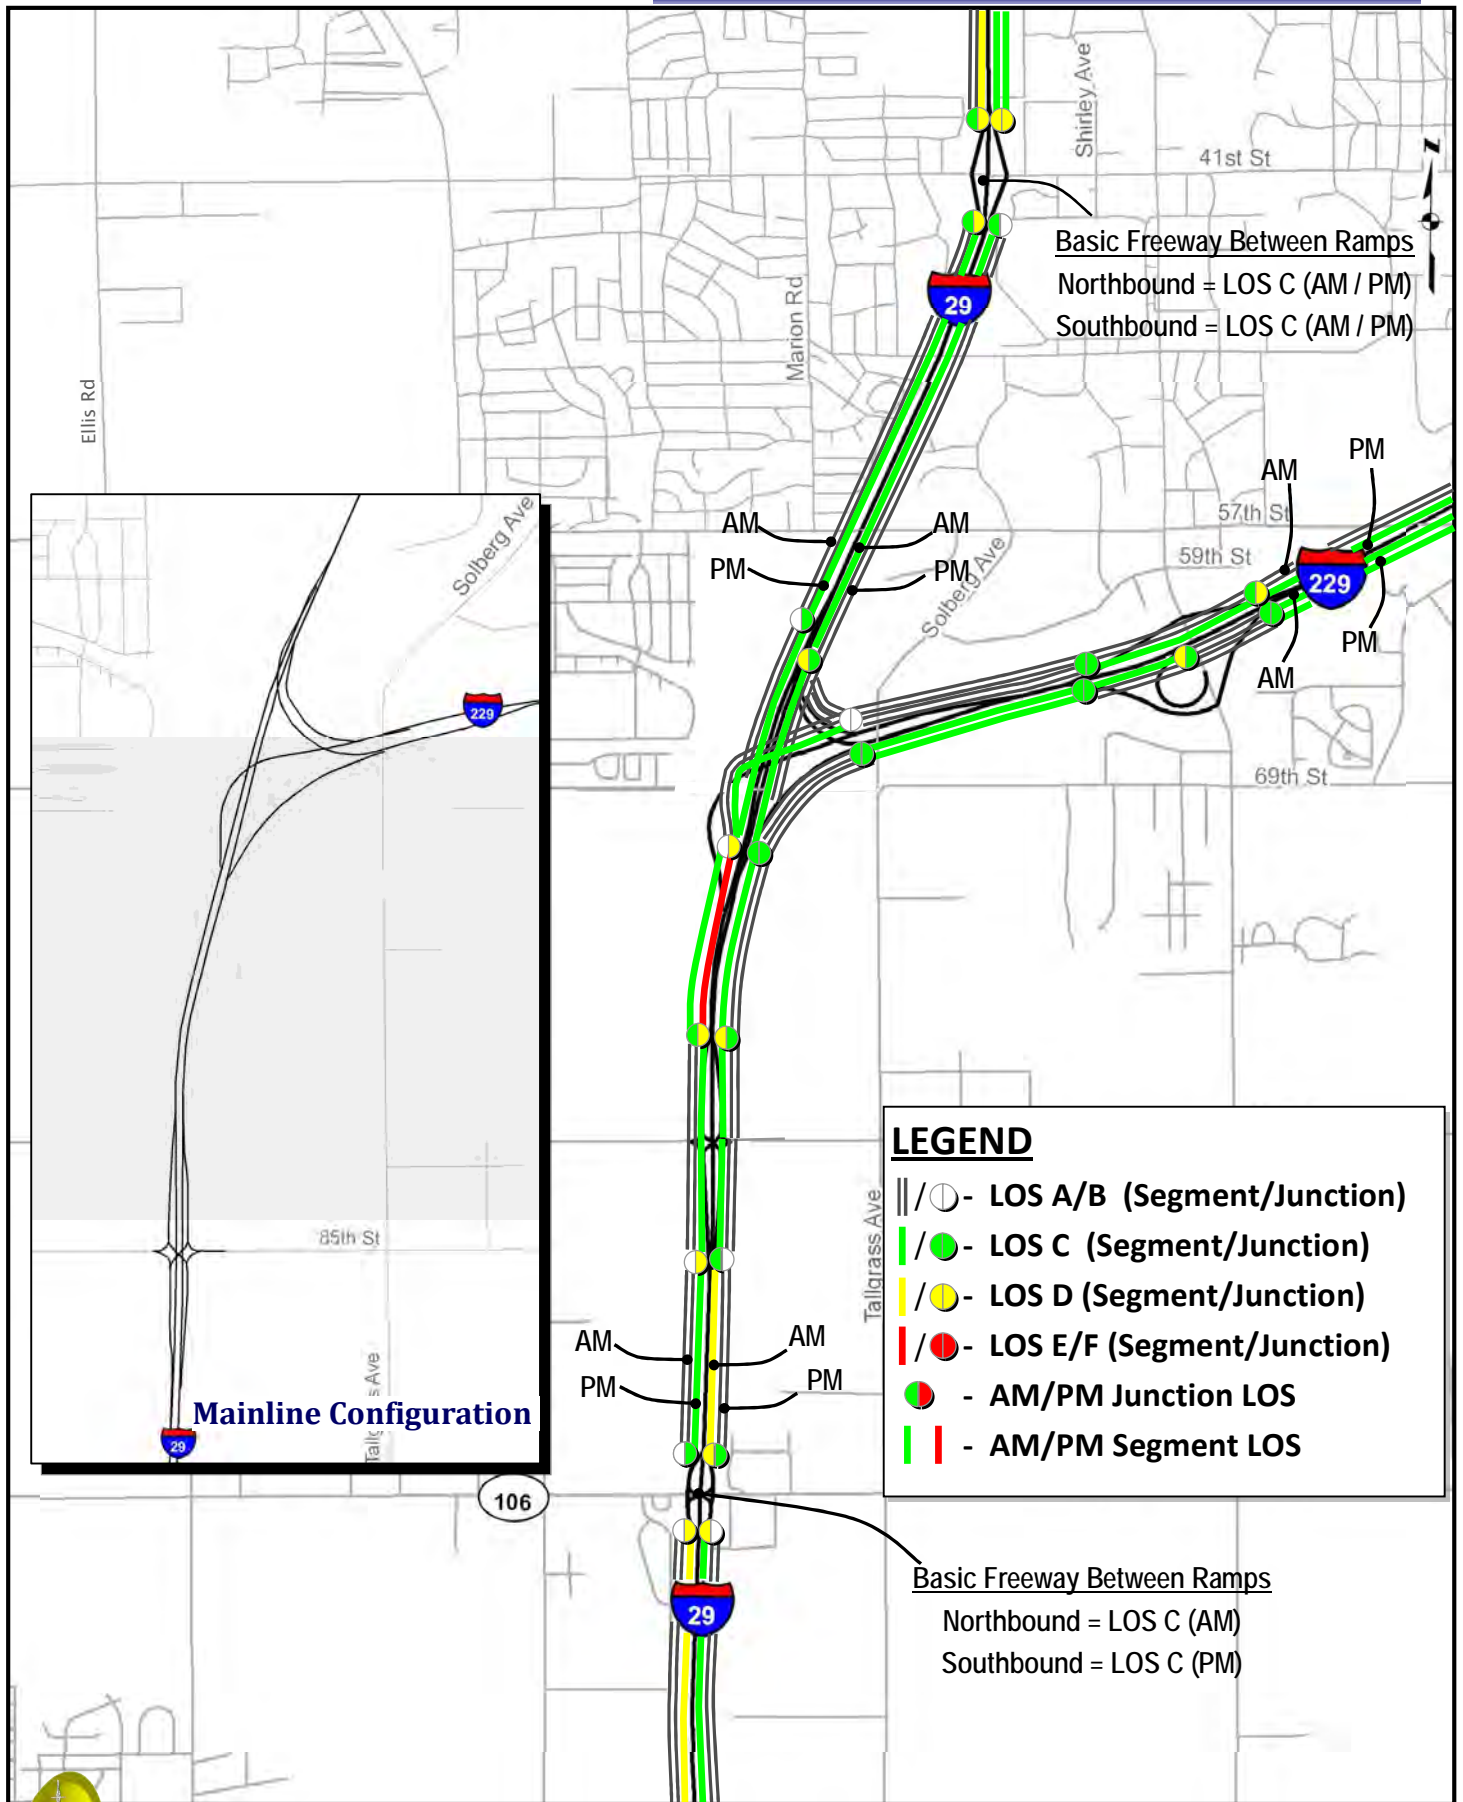 Shirley Ave
41st St
Z
Basic Freeway Between Ramps
Northbound = LOS C (AM / PM)
Southbound = LOS C (AM / PM)
29
Marion Rd
Ellis Rd
AM
PM
57th St
59th St
229
AM
PM
AM
PM
AM
PM
Solberg Ave
69th St
Solberg Ave
229
85th St
Mainline Configuration
29
LEGEND
/ - LOS A/B (Segment/Junction)
/ - LOS C (Segment/Junction)
/ - LOS D (Segment/Junction)
/ - LOS E/F (Segment/Junction)
- AM/PM Junction LOS
- AM/PM Segment LOS
Tallgrass Ave
AM
PM
AM
PM
106
Basic Freeway Between Ramps
Northbound = LOS C (AM)
Southbound = LOS C (PM)
29